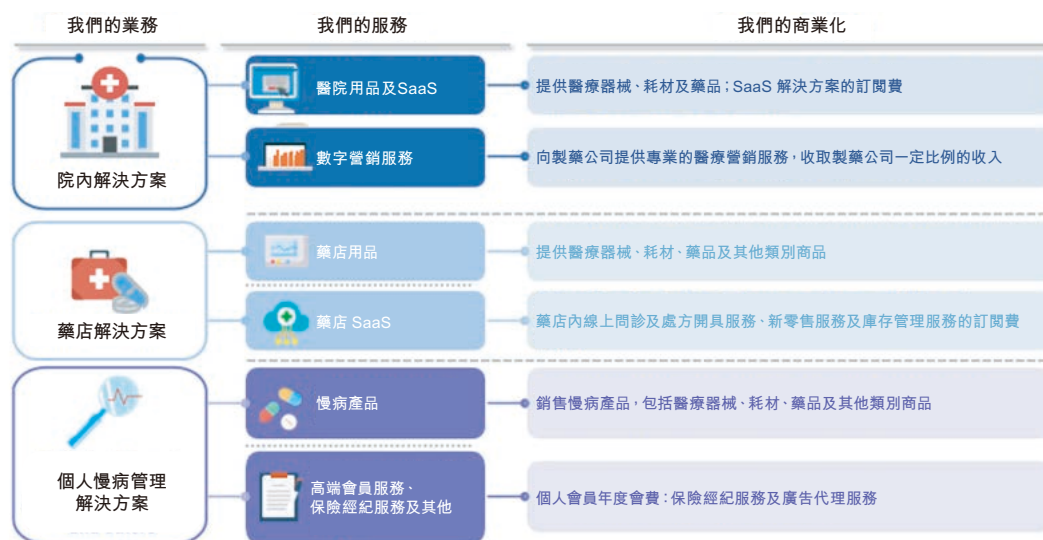 我們的業務
我們的服務
我們的商業化
院內解決方案
醫院用品及SaaS
提供醫療器械、耗材及藥品；SaaS 解決方案的訂閱費
數字營銷服務
向製藥公司提供專業的醫療營銷服務，收取製藥公司一定比例的收入
藥店解決方案
藥店用品
提供醫療器械、耗材、藥品及其他類別商品
藥店 SaaS
藥店內線上問診及處方開具服務、新零售服務及庫存管理服務的訂閱費
個人慢病管理
解決方案
慢病產品
銷售慢病產品，包括醫療器械、耗材、藥品及其他類別商品
高端會員服務、
保險經紀服務及其他
個人會員年度會費；保險經紀服務及廣告代理服務